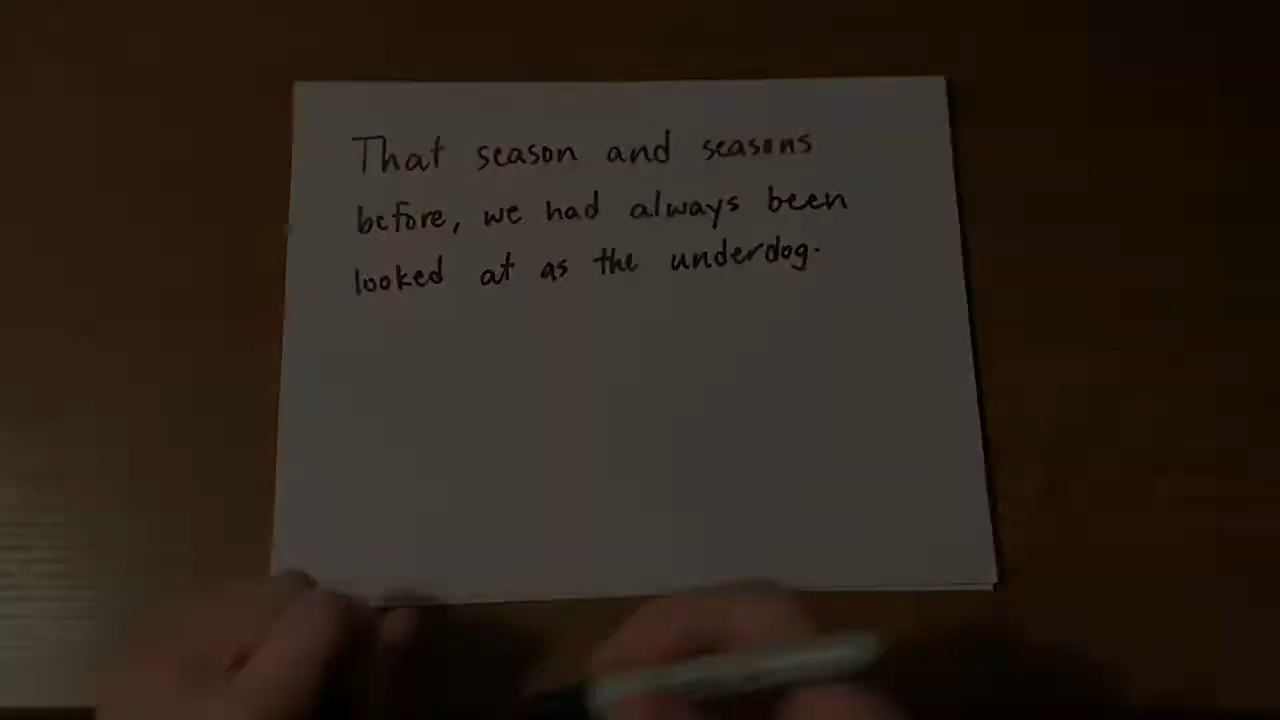 That season and seasons
before, we had always been
looked at as the underdog.